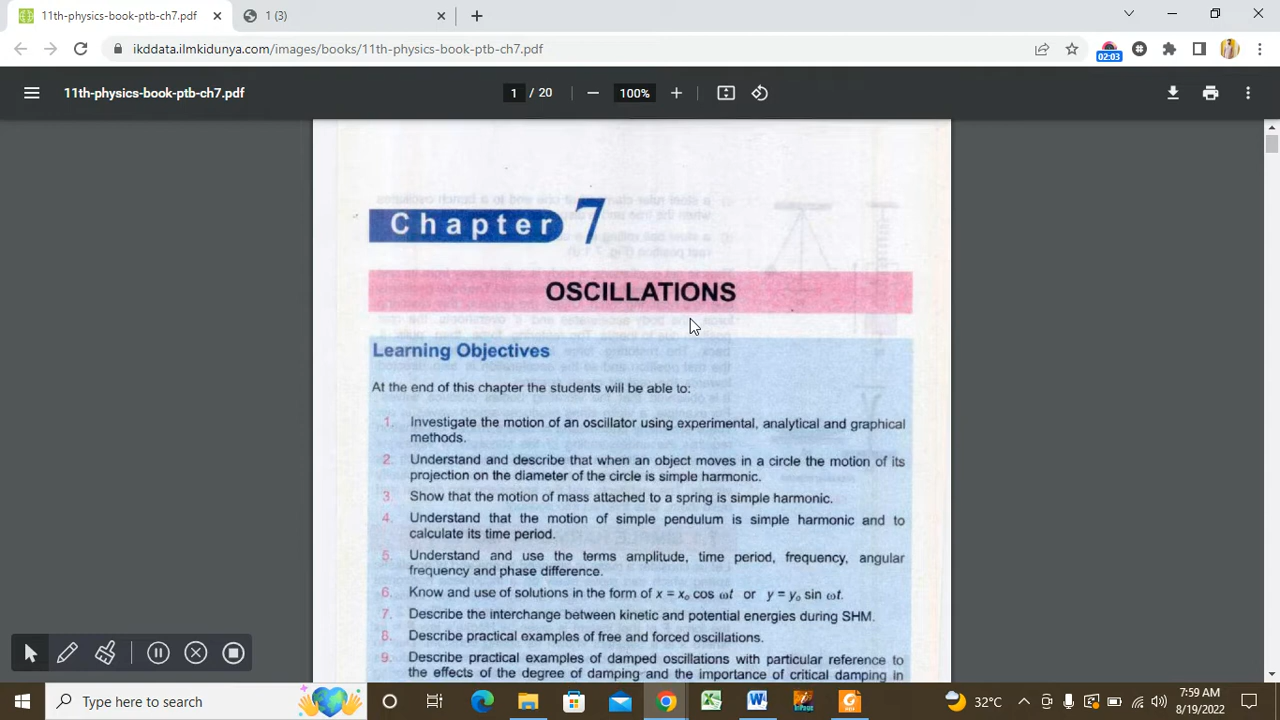 11th-physics-book-ptb-ch7.pdf
1 (3)
ikddata.ilmkidunya.com/images/books/11th-physics-book-ptb-ch7.pdf
02:03
11th-physics-book-ptb-ch7.pdf
1 / 20
100%
Chapter 7
OSCILLATIONS
Learning Objectives
At the end of this chapter the students will be able to:
1. Investigate the motion of an oscillator using experimental, analytical and graphical
methods.
2. Understand and describe that when an object moves in a circle the motion of its
projection on the diameter of the circle is simple harmonic.
3. Show that the motion of mass attached to a spring is simple harmonic.
4. Understand that the motion of simple pendulum is simple harmonic and to
calculate its time period.
5. Understand and use the terms amplitude, time period, frequency, angular
frequency and phase difference.
6. Know and use of solutions in the form of x = xₒ cos ωt or y = yₒ sin ωt.
7. Describe the interchange between kinetic and potential energies during SHM.
8. Describe practical examples of free and forced oscillations.
9. Describe practical examples of damped oscillations with particular reference to
the effects of the degree of damping and the importance of critical damping in
Type here to search
32°C
7:59 AM
8/19/2022